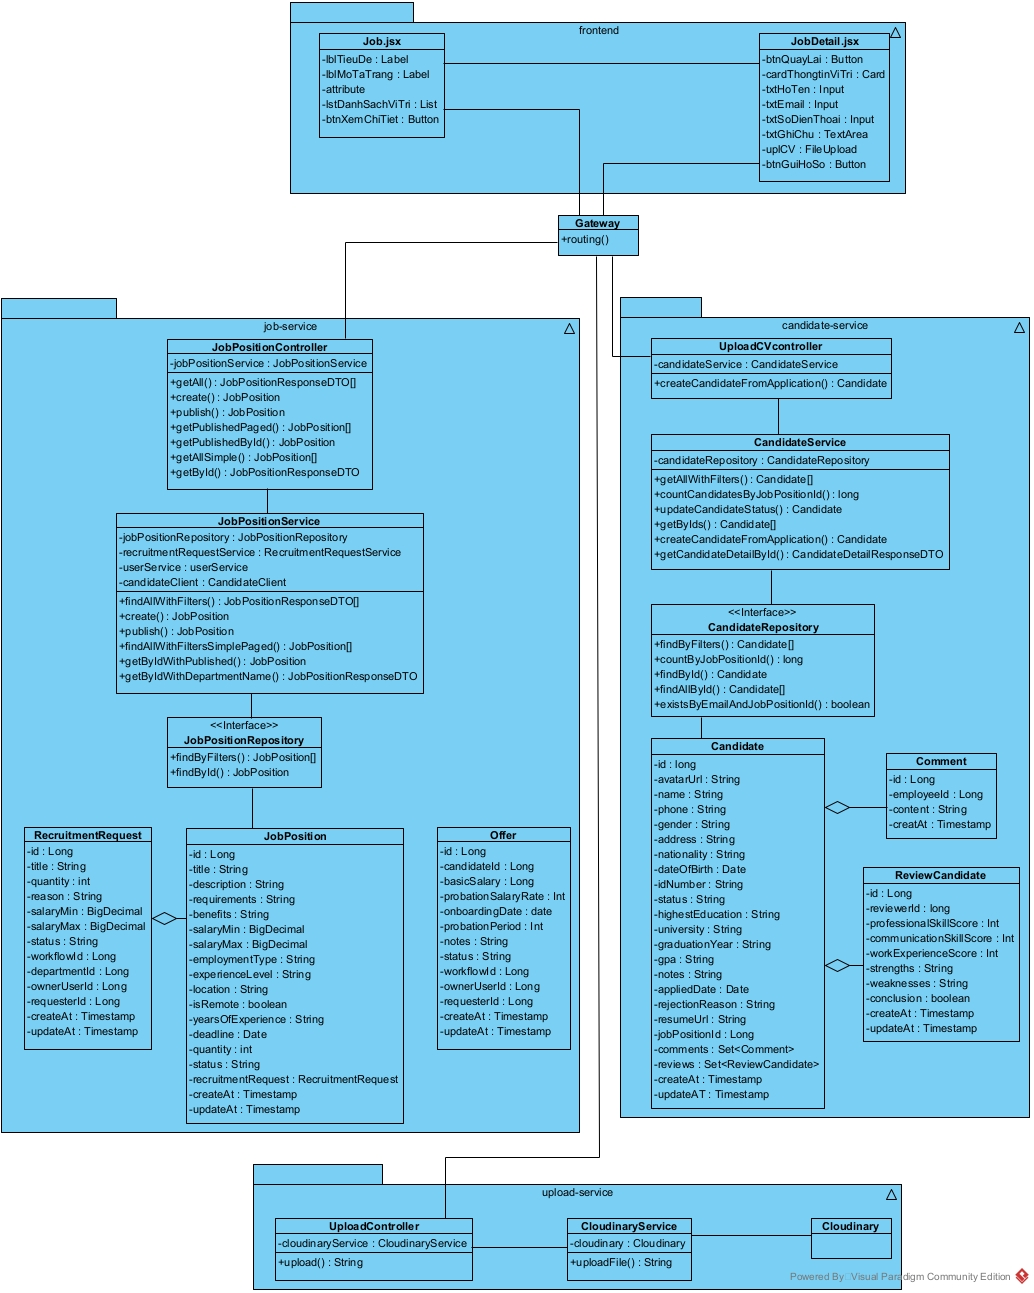 frontend
Job.jsx
-lblTieuDe : Label
-lblMoTaTrang : Label
-attribute
-lstDanhSachViTri : List
-btnXemChiTiet : Button
JobDetail.jsx
-btnQuayLai : Button
-cardThongtinViTri : Card
-txtHoTen : Input
-txtEmail : Input
-txtSoDienThoai : Input
-txtGhiChu : TextArea
-uplCV : FileUpload
-btnGuiHoSo : Button
Gateway
+routing()
job-service
JobPositionController
-jobPositionService : JobPositionService
+getAll() : JobPositionResponseDTO[]
+create() : JobPosition
+publish() : JobPosition
+getPublishedPaged() : JobPosition[]
+getPublishedById() : JobPosition
+getAllSimple() : JobPosition[]
+getById() : JobPositionResponseDTO
JobPositionService
-jobPositionRepository : JobPositionRepository
-recruitmentRequestService : RecruitmentRequestService
-userService : userService
-candidateClient : CandidateClient
+findAllWithFilters() : JobPositionResponseDTO[]
+create() : JobPosition
+publish() : JobPosition
+findAllWithFiltersSimplePaged() : JobPosition[]
+getByIdWithPublished() : JobPosition
+getByIdWithDepartmentName() : JobPositionResponseDTO
<<Interface>>
JobPositionRepository
+findByFilters() : JobPosition[]
+findById() : JobPosition
RecruitmentRequest
-id : Long
-title : String
-quantity : int
-reason : String
-salaryMin : BigDecimal
-salaryMax : BigDecimal
-status : String
-workflowId : Long
-departmentId : Long
-ownerUserId : Long
-requesterId : Long
-createAt : Timestamp
-updateAt : Timestamp
JobPosition
-id : Long
-title : String
-description : String
-requirements : String
-benefits : String
-salaryMin : BigDecimal
-salaryMax : BigDecimal
-employmentType : String
-experienceLevel : String
-location : String
-isRemote : boolean
-yearsOfExperience : String
-deadline : Date
-quantity : int
-status : String
-recruitmentRequest : RecruitmentRequest
-createAt : Timestamp
-updateAt : Timestamp
Offer
-id : Long
-candidateId : Long
-basicSalary : Long
-probationSalaryRate : Int
-onboardingDate : date
-probationPeriod : Int
-notes : String
-status : String
-workflowId : Long
-ownerUserId : Long
-requesterId : Long
-createAt : Timestamp
-updateAt : Timestamp
candidate-service
UploadCVcontroller
-candidateService : CandidateService
+createCandidateFromApplication() : Candidate
CandidateService
-candidateRepository : CandidateRepository
+getAllWithFilters() : Candidate[]
+countCandidatesByJobPositionId() : long
+updateCandidateStatus() : Candidate
+getByIds() : Candidate[]
+createCandidateFromApplication() : Candidate
+getCandidateDetailById() : CandidateDetailResponseDTO
<<Interface>>
CandidateRepository
+findByFilters() : Candidate[]
+countByJobPositionId() : long
+findById() : Candidate
+findAllById() : Candidate[]
+existsByEmailAndJobPositionId() : boolean
Candidate
-id : long
-avatarUrl : String
-name : String
-phone : String
-gender : String
-address : String
-nationality : String
-dateOfBirth : Date
-idNumber : String
-status : String
-highestEducation : String
-university : String
-graduationYear : String
-gpa : String
-notes : String
-appliedDate : Date
-rejectionReason : String
-resumeUrl : String
-jobPositionId : Long
-comments : Set<Comment>
-reviews : Set<ReviewCandidate>
-createAt : Timestamp
-updateAT : Timestamp
Comment
-id : Long
-employeeId : Long
-content : String
-creatAt : Timestamp
ReviewCandidate
-id : Long
-reviewerId : long
-professionalSkillScore : Int
-communicationSkillScore : Int
-workExperienceScore : Int
-strengths : String
-weaknesses : String
-conclusion : boolean
-createAt : Timestamp
-updateAt : Timestamp
upload-service
UploadController
-cloudinaryService : CloudinaryService
+upload() : String
CloudinaryService
-cloudinary : Cloudinary
+uploadFile() : String
Cloudinary
Powered By Visual Paradigm Community Edition